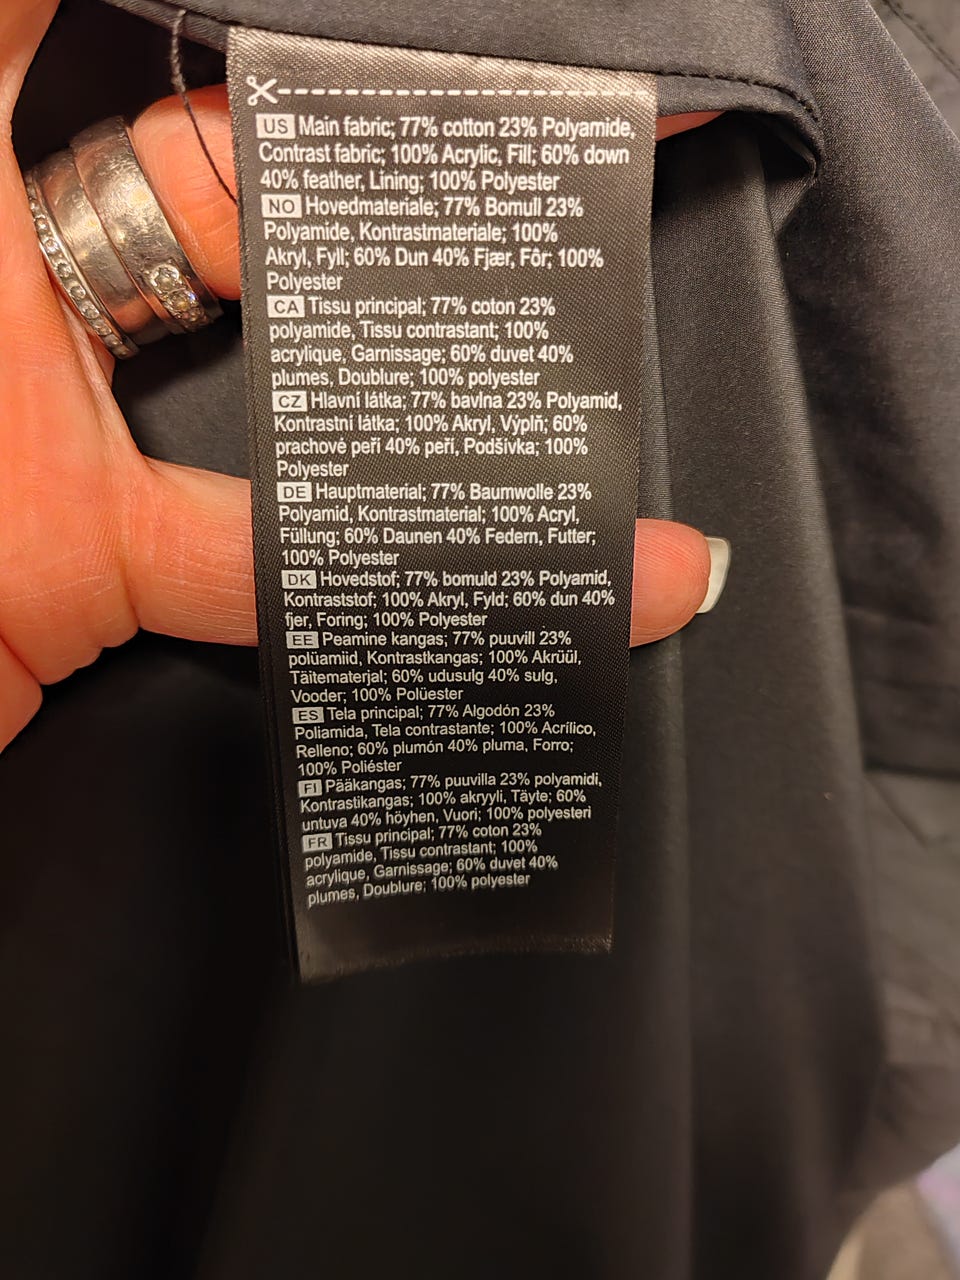 US Main fabric; 77% cotton 23% Polyamide,
Contrast fabric; 100% Acrylic, Fill; 60% down
40% feather, Lining; 100% Polyester
NO Hovedmateriale; 77% Bomull 23%
Polyamide, Kontrastmateriale; 100%
Akryl, Fyll; 60% Dun 40% Fjær, Fôr; 100%
Polyester
CA Tissu principal; 77% coton 23%
polyamide, Tissu contrastant; 100%
acrylique, Garnissage; 60% duvet 40%
plumes, Doublure; 100% polyester
CZ Hlavní látka; 77% bavlna 23% Polyamid,
Kontrastní látka; 100% Akryl, Výplň; 60%
prachové peří 40% peří, Podšívka; 100%
Polyester
DE Hauptmaterial; 77% Baumwolle 23%
Polyamid, Kontrastmaterial; 100% Acryl,
Füllung; 60% Daunen 40% Federn, Futter;
100% Polyester
DK Hovedstof; 77% bomuld 23% Polyamid,
Kontraststof; 100% Akryl, Fyld; 60% dun 40%
fjer, Foring; 100% Polyester
EE Peamine kangas; 77% puuvill 23%
polüamiid, Kontrastkangas; 100% Akrüül,
Täitematerjal; 60% udusulg 40% sulg,
Vooder; 100% Polüester
ES Tela principal; 77% Algodón 23%
Poliamida, Tela contrastante; 100% Acrílico,
Relleno; 60% plumón 40% pluma, Forro;
100% Poliéster
FI Pääkangas; 77% puuvilla 23% polyamidi,
Kontrastikangas; 100% akryyli, Täyte; 60%
untuva 40% höyhen, Vuori; 100% polyesteri
FR Tissu principal; 77% coton 23%
polyamide, Tissu contrastant; 100%
acrylique, Garnissage; 60% duvet 40%
plumes, Doublure; 100% polyester